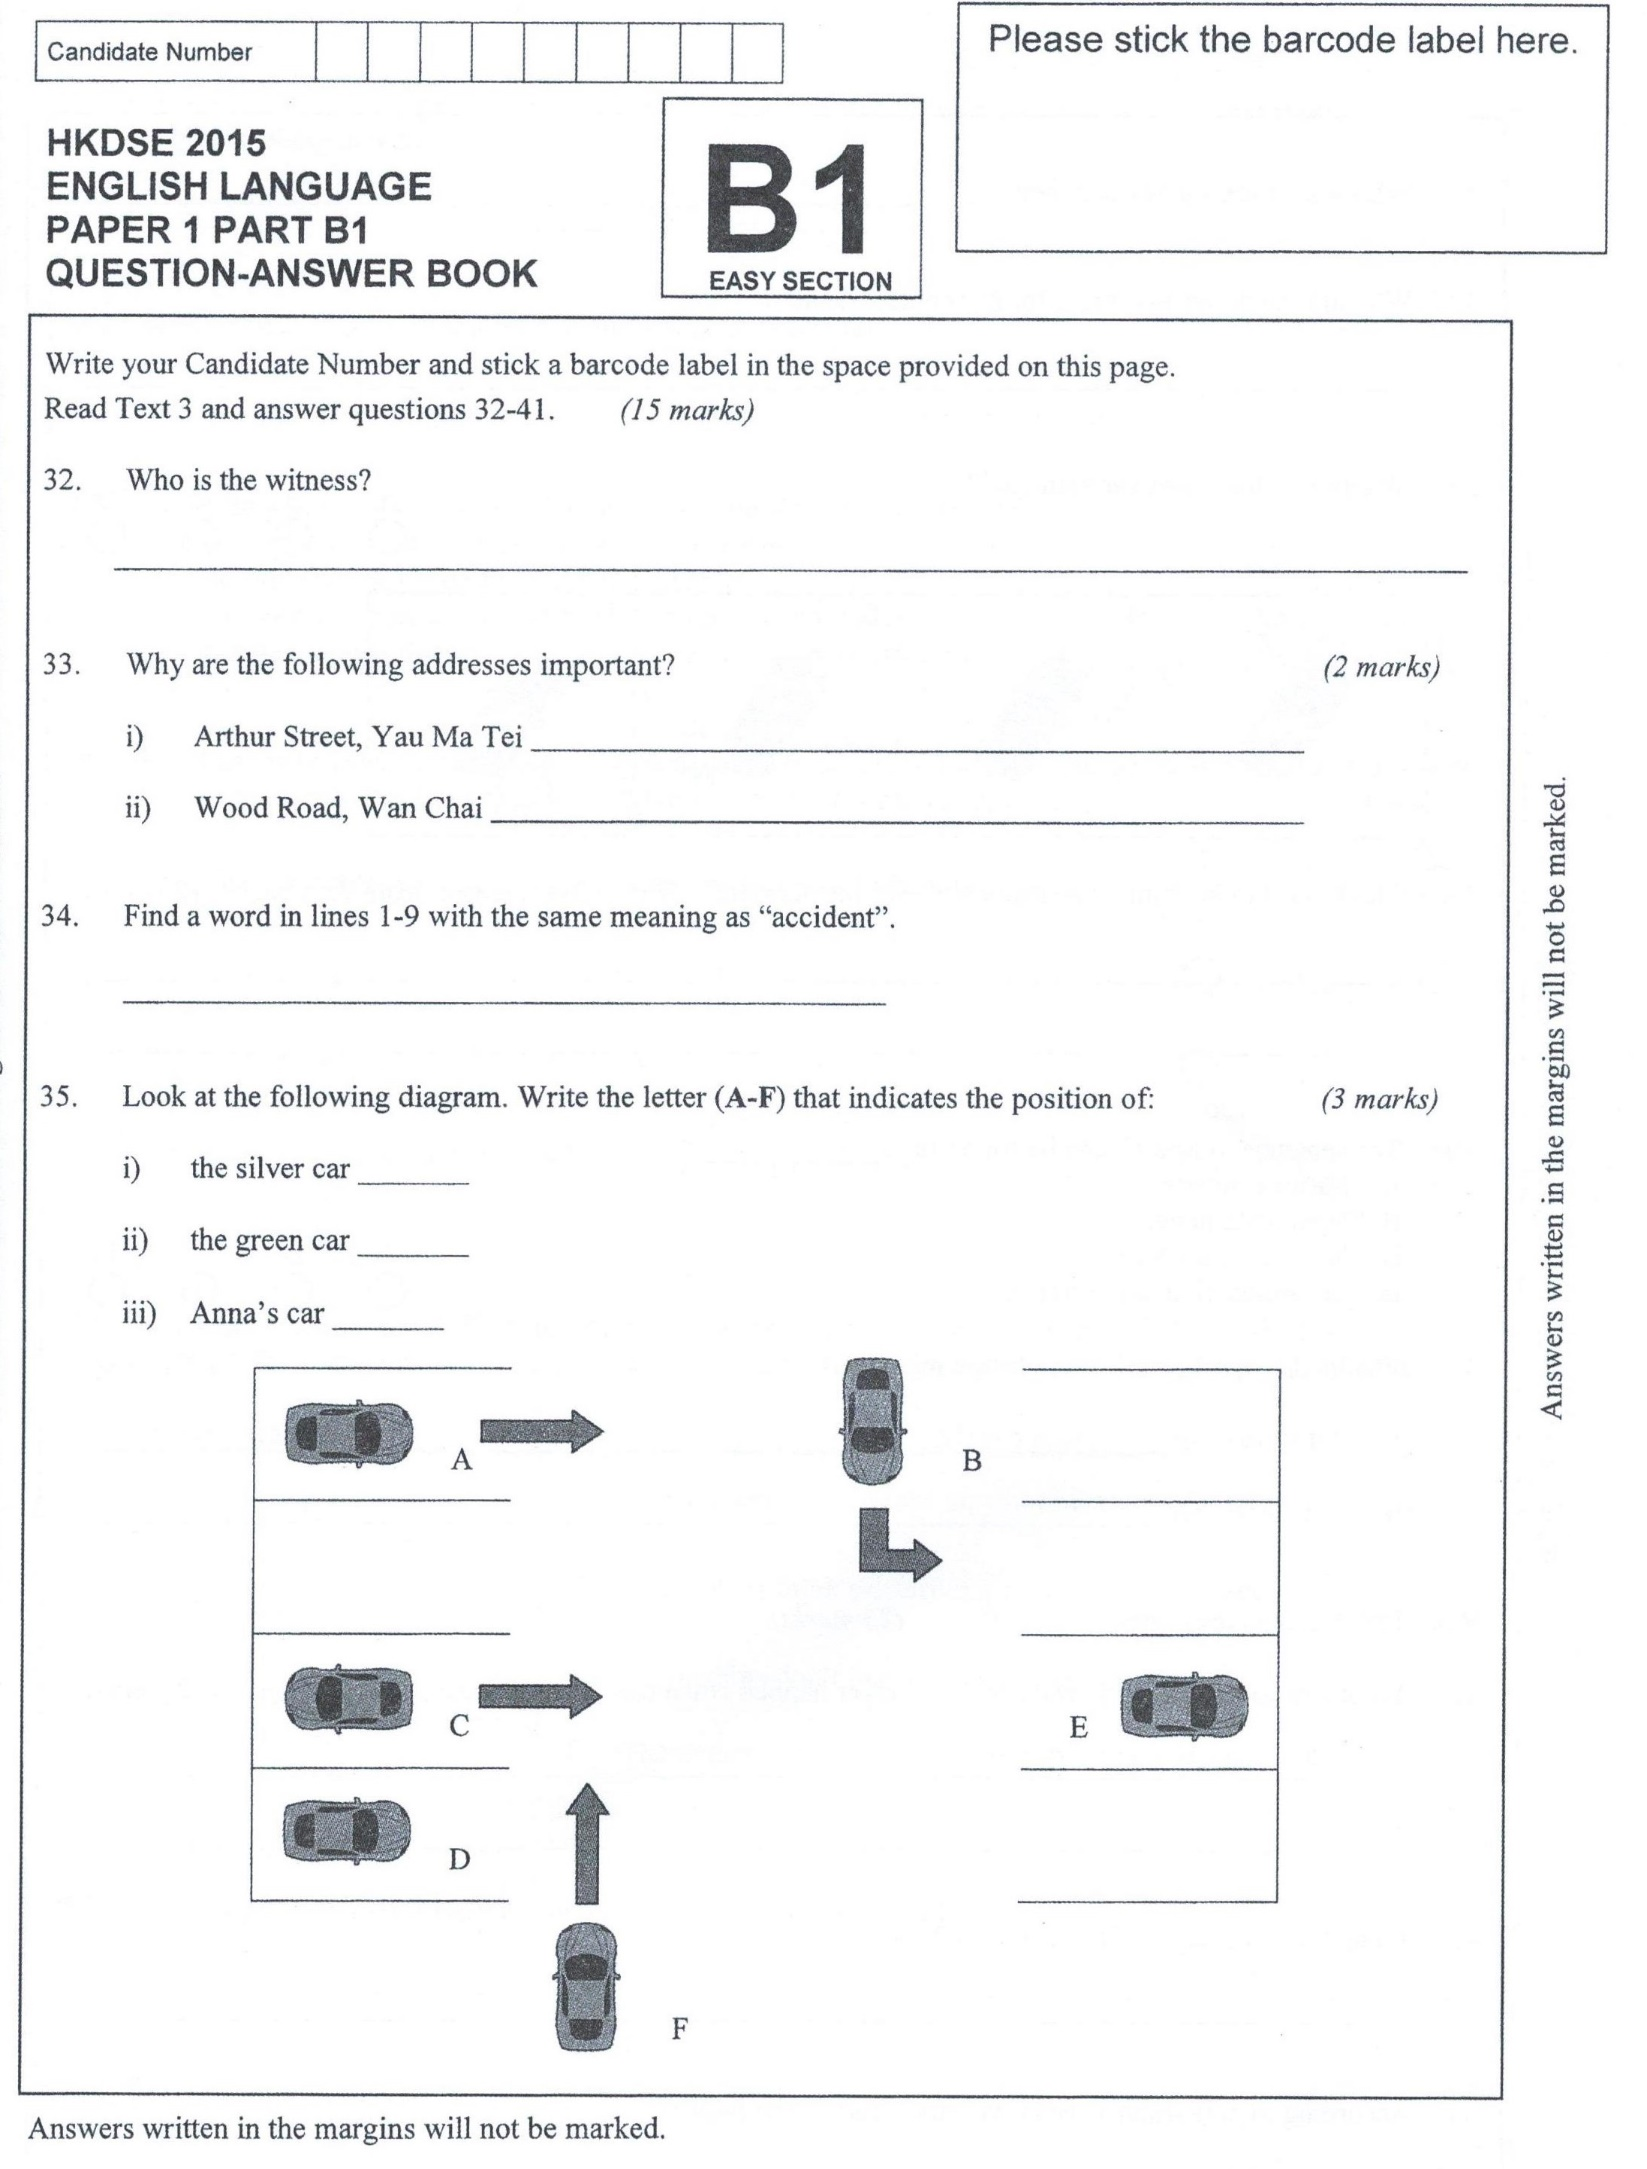 Candidate Number
Please stick the barcode label here.
HKDSE 2015
ENGLISH LANGUAGE
PAPER 1 PART B1
QUESTION-ANSWER BOOK
B1
EASY SECTION
Write your Candidate Number and stick a barcode label in the space provided on this page.
Read Text 3 and answer questions 32-41. (15 marks)
32. Who is the witness?
33. Why are the following addresses important? (2 marks)
i) Arthur Street, Yau Ma Tei
ii) Wood Road, Wan Chai
34. Find a word in lines 1-9 with the same meaning as “accident”.
35. Look at the following diagram. Write the letter (A-F) that indicates the position of: (3 marks)
i) the silver car
ii) the green car
iii) Anna’s car
A
B
C
E
D
F
Answers written in the margins will not be marked.
Answers written in the margins will not be marked.